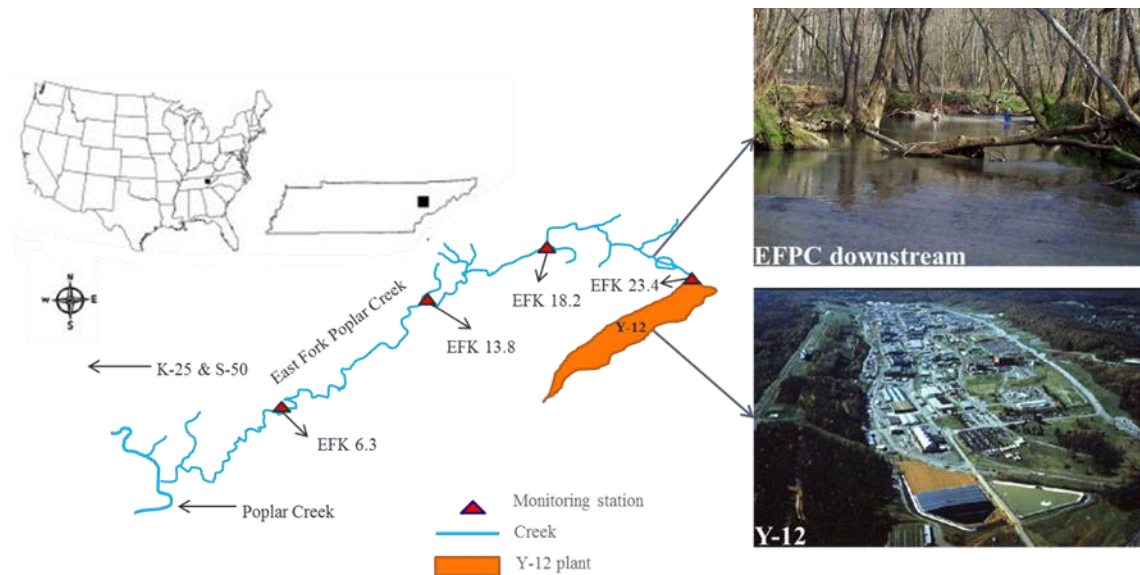 N
W E
S
K-25 & S-50
East Fork Poplar Creek
EFK 6.3
EFK 13.8
EFK 18.2
EFK 23.4
Y-12
Poplar Creek
Monitoring station
Creek
Y-12 plant
EFPC downstream
Y-12